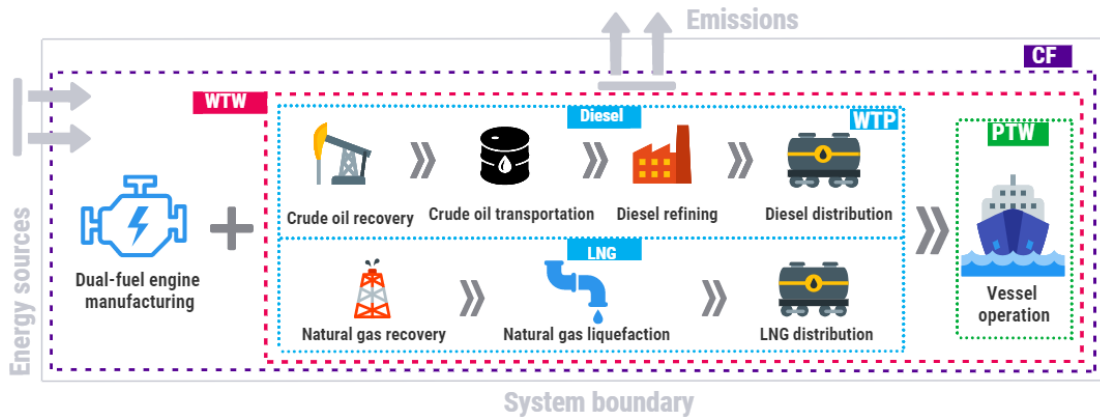 Emissions
CF
WTW
Diesel
WTP
PTW
Crude oil recovery
Crude oil transportation
Diesel refining
Diesel distribution
Energy sources
Dual-fuel engine
manufacturing
LNG
Natural gas recovery
Natural gas liquefaction
LNG distribution
Vessel
operation
System boundary